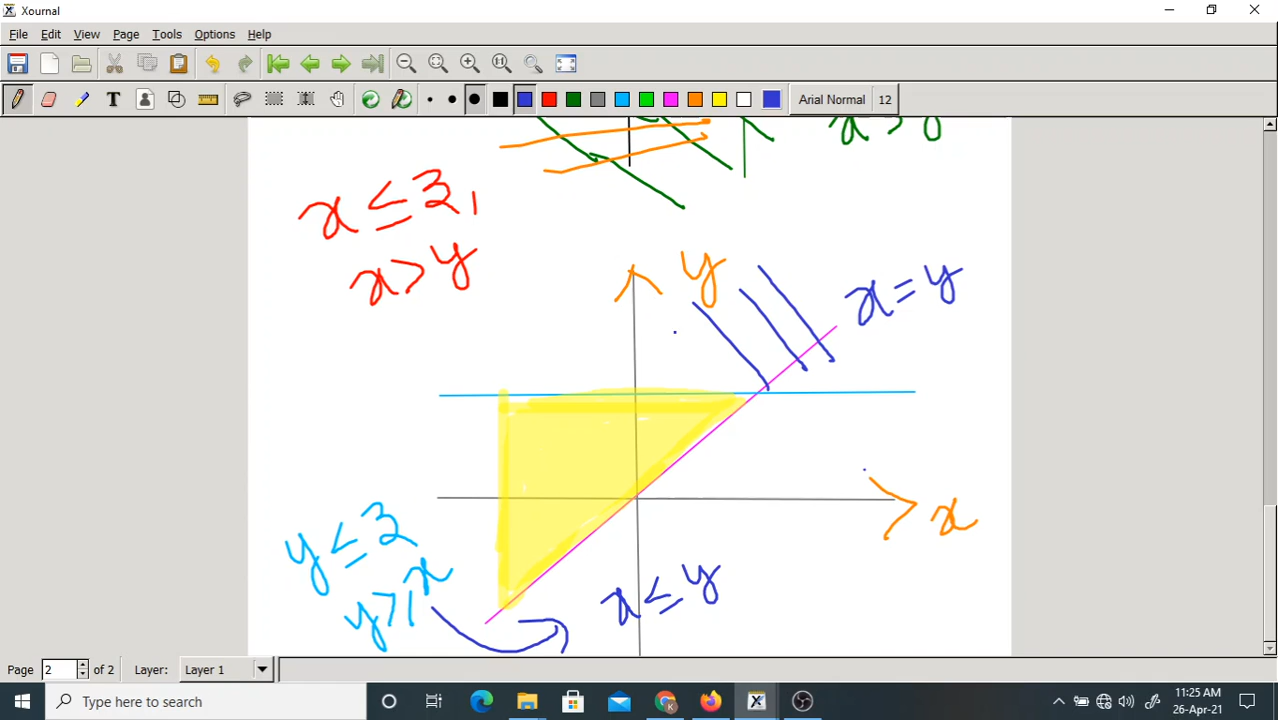 Xournal
File Edit View Page Tools Options Help
T Arial Normal 12
x > 0
x ≤ 3,
x > y
y
x = y
x
y ≤ 3
y ≥ x
x ≤ y
Page 2 of 2 Layer: Layer 1
Type here to search
11:25 AM
26-Apr-21